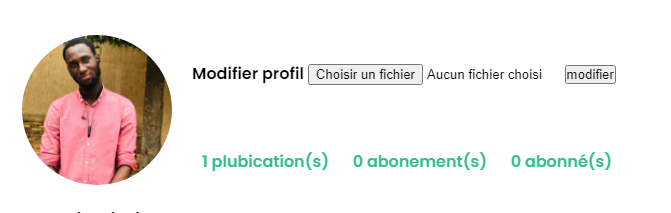 Modifier profil Choisir un fichier Aucun fichier choisi modifier
1 plubication(s) 0 abonement(s) 0 abonné(s)